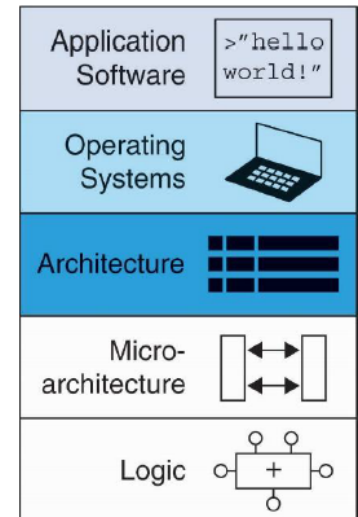 Application
Software
>"hello
world!"
Operating
Systems
Architecture
Micro-
architecture
Logic
+